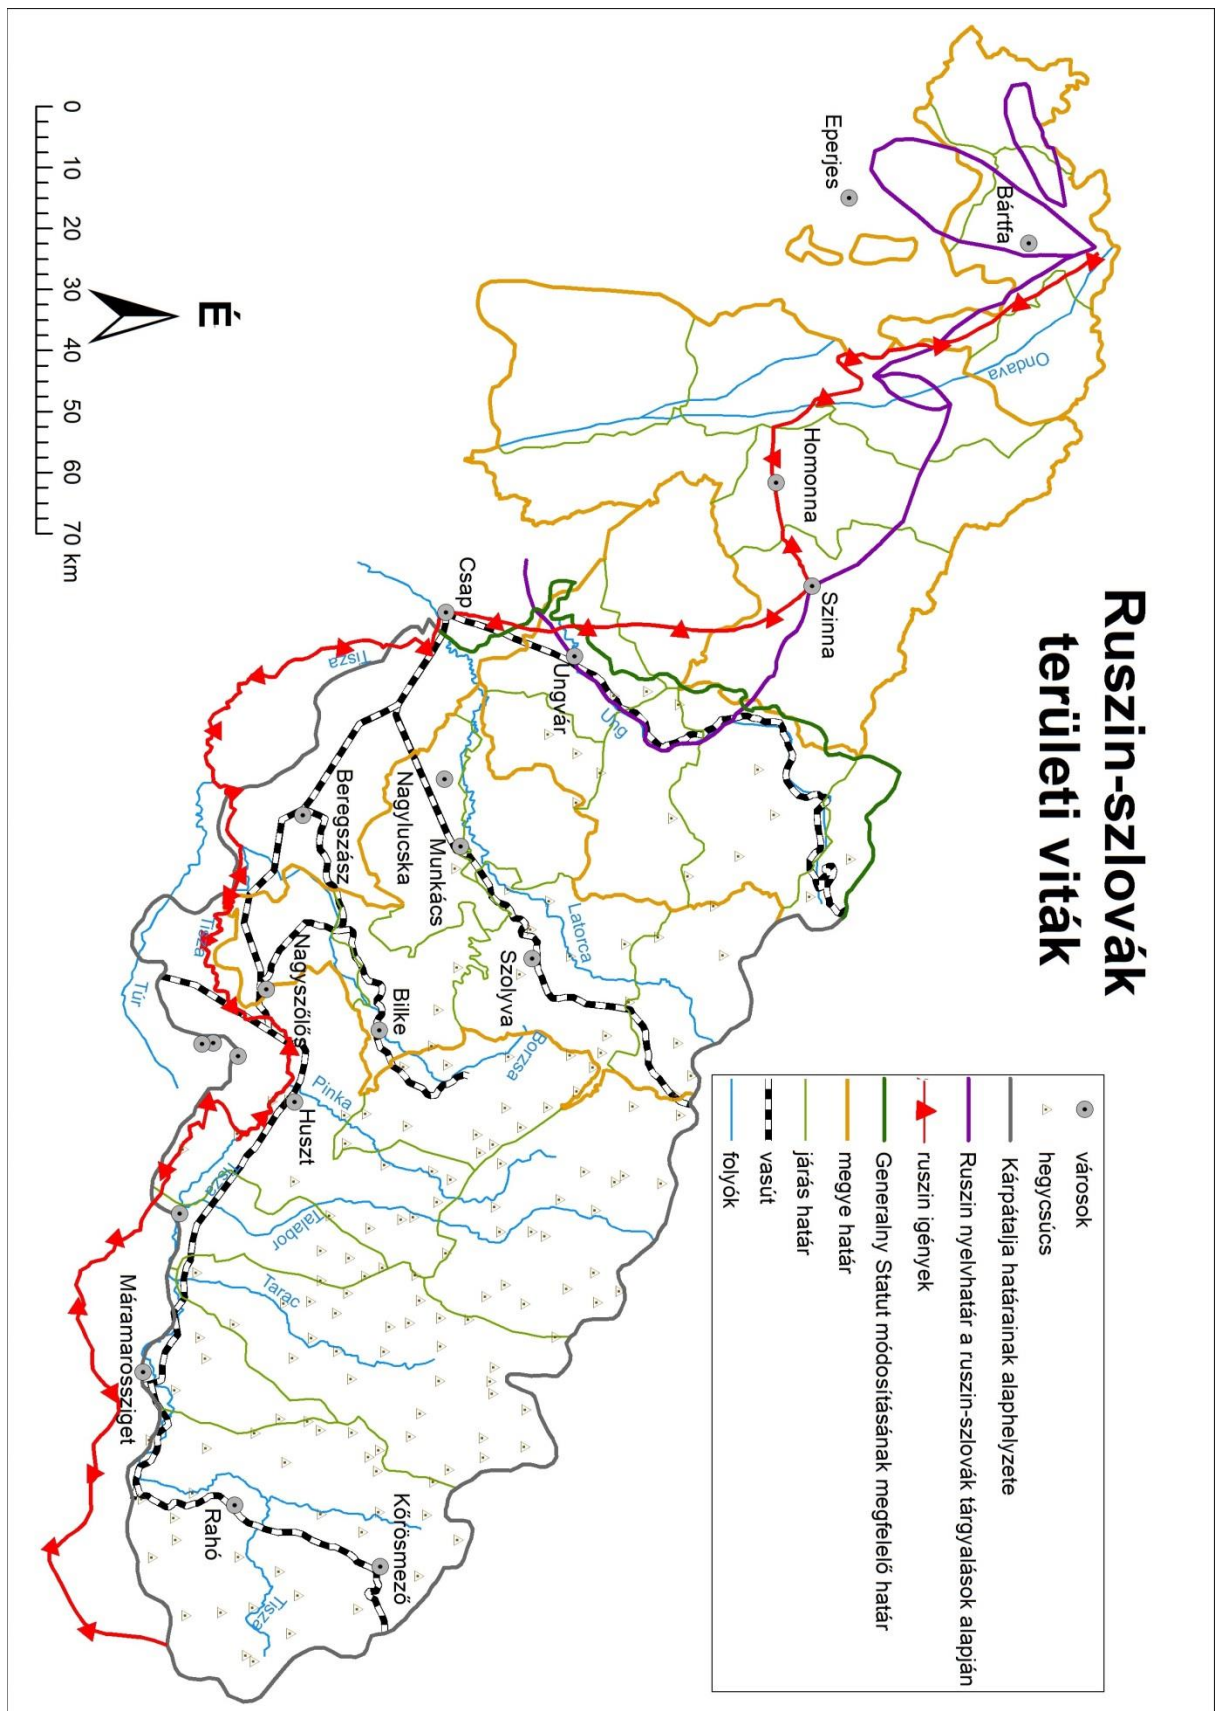 Ruszin-szlovák
területi viták
városok
hegycsúcs
Kárpátalja határainak alaphelyzete
Ruszin nyelvhatár a ruszin-szlovák tárgyalások alapján
ruszin igények
Generalny Statut módosításának megfelelő határ
megye határ
járás határ
vasút
folyók
Bártfa
Eperjes
Ondava
Homonna
Szinna
Csap
Ungvár
Ung
Tisza
Nagylucska
Munkács
Beregszász
Latorca
Szolyva
Bilke
Borzsa
Nagyszőlős
Tisza
Túr
Pinka
Huszt
Tisza
Talabor
Tarac
Máramarossziget
Rahó
Kőrösmező
Tisza
É
0 10 20 30 40 50 60 70 km